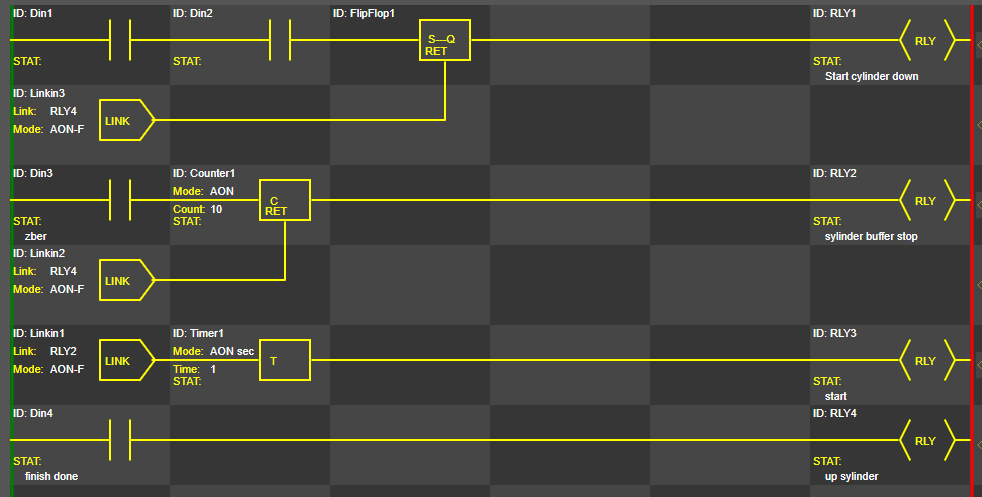 ID: Din1 ID: Din2 ID: FlipFlop1 ID: RLY1
S---Q
RET
RLY
STAT: STAT: STAT:
Start cylinder down
ID: Linkin3
Link: RLY4
Mode: AON-F
LINK
ID: Din3 ID: Counter1 ID: RLY2
Mode: AON
Count: 10
C
RET
RLY
STAT: STAT: STAT:
zber sylinder buffer stop
ID: Linkin2
Link: RLY4
Mode: AON-F
LINK
ID: Linkin1 ID: Timer1 ID: RLY3
Link: RLY2 Mode: AON sec
LINK T RLY
Mode: AON-F Time: 1
STAT: STAT:
start
ID: Din4 ID: RLY4
RLY
STAT: STAT:
finish done up sylinder